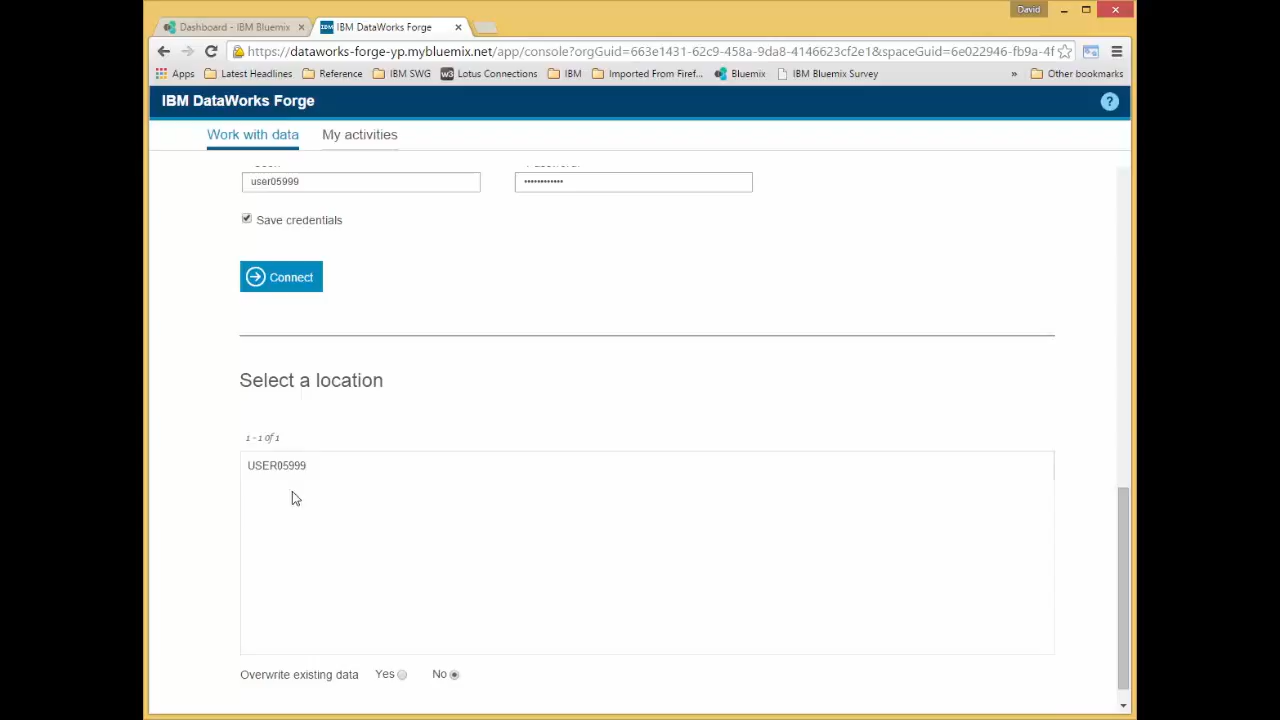 David
Dashboard - IBM Bluemix
IBM DataWorks Forge
https://dataworks-forge-yp.mybluemix.net/app/console?orgGuid=663e1431-62c9-458a-9da8-4146623cf2e1&spaceGuid=6e022946-fb9a-4f
Apps Latest Headlines Reference IBM SWG w3 Lotus Connections IBM Imported From Firef... Bluemix IBM Bluemix Survey » Other bookmarks
IBM DataWorks Forge ?
Work with data My activities
user05999 ••••••••••••
Save credentials
Connect
Select a location
1 - 1 of 1
USER05999
Overwrite existing data Yes No